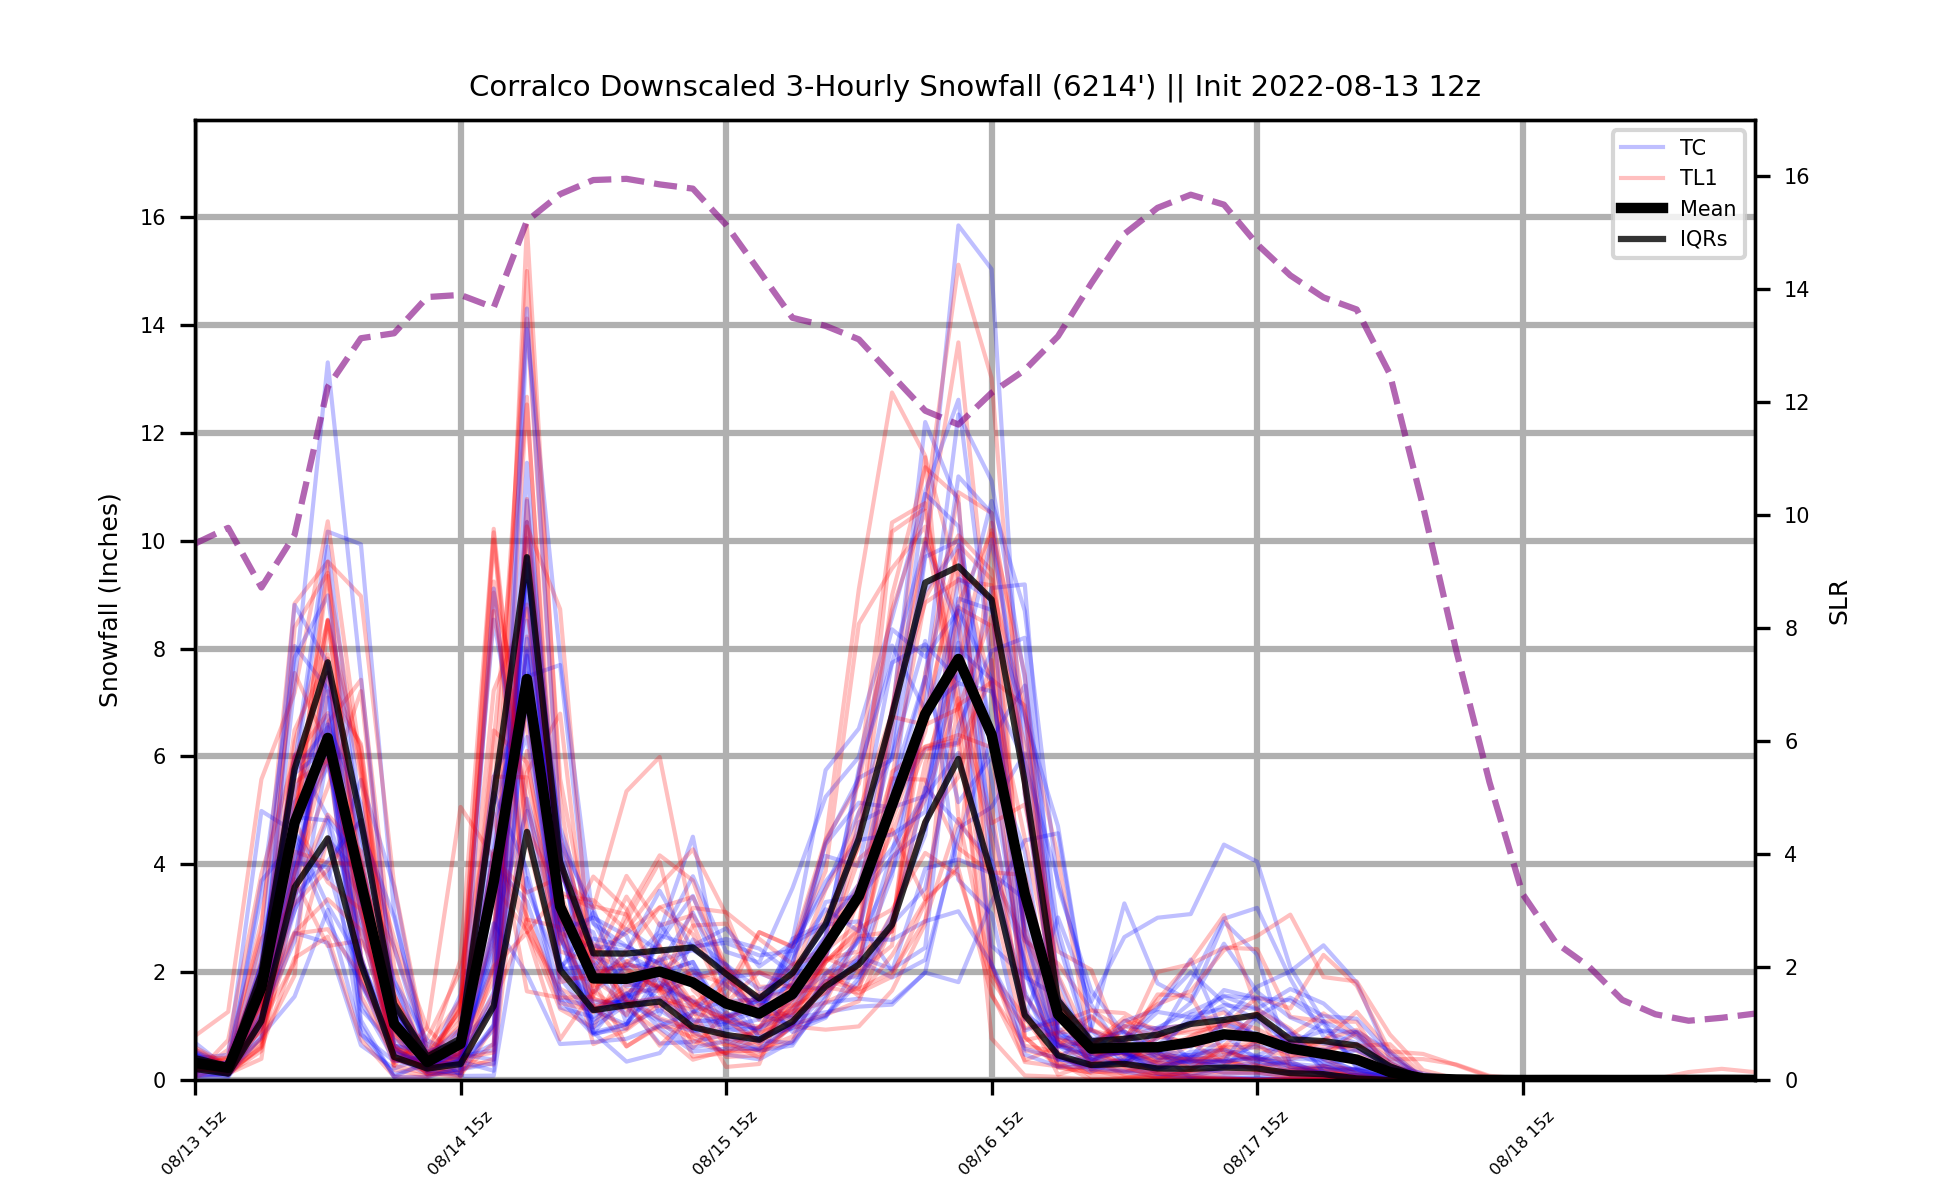 Corralco Downscaled 3-Hourly Snowfall (6214') || Init 2022-08-13 12z
TC
TL1
Mean
IQRs
Snowfall (Inches)
16
14
12
10
8
6
4
2
0
SLR
16
14
12
10
8
6
4
2
0
08/13 15z
08/14 15z
08/15 15z
08/16 15z
08/17 15z
08/18 15z